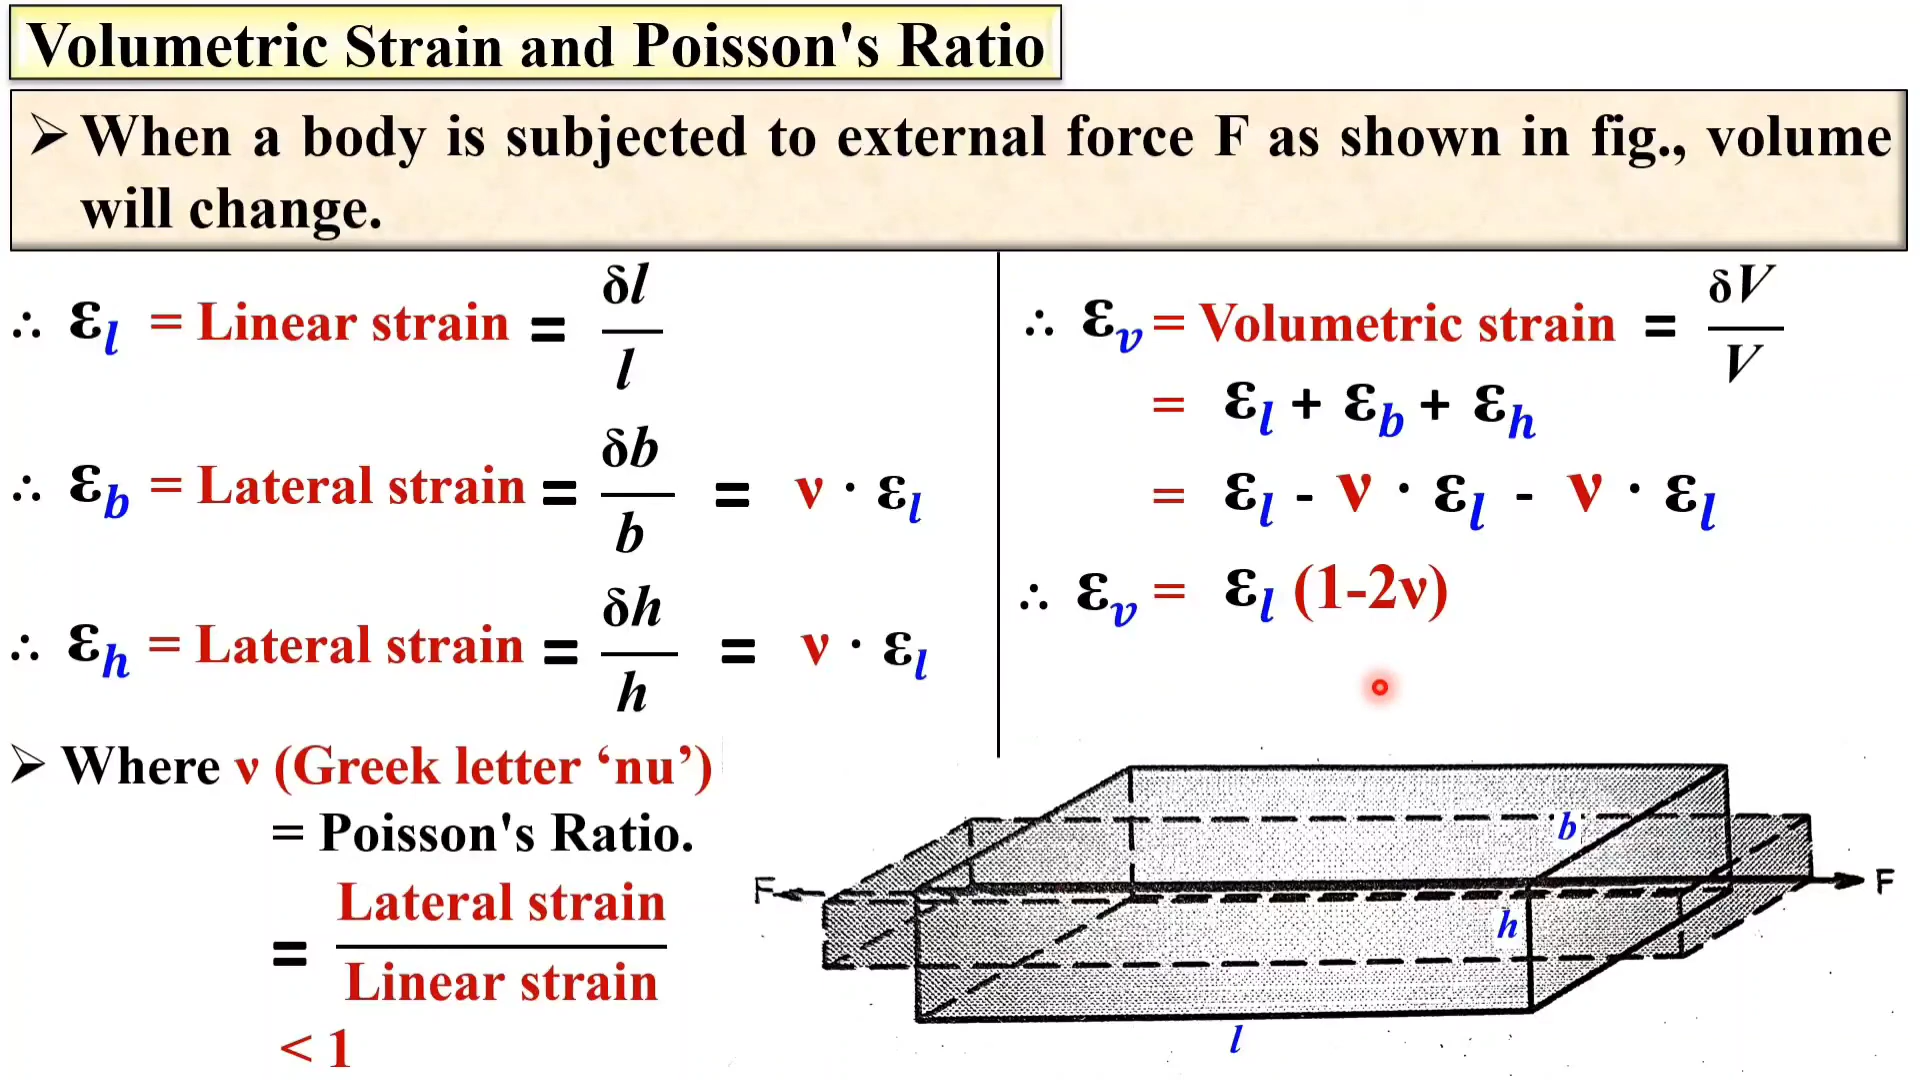 Volumetric Strain and Poisson's Ratio
➢ When a body is subjected to external force F as shown in fig., volume
will change.
∴ ε_l = Linear strain = δl / l
∴ ε_b = Lateral strain = δb / b = ν · ε_l
∴ ε_h = Lateral strain = δh / h = ν · ε_l
➢ Where ν (Greek letter ‘nu’)
= Poisson's Ratio.
= Lateral strain / Linear strain
< 1
∴ ε_v = Volumetric strain = δV / V
= ε_l + ε_b + ε_h
= ε_l - ν · ε_l - ν · ε_l
∴ ε_v = ε_l (1-2ν)
b
F
F
h
l